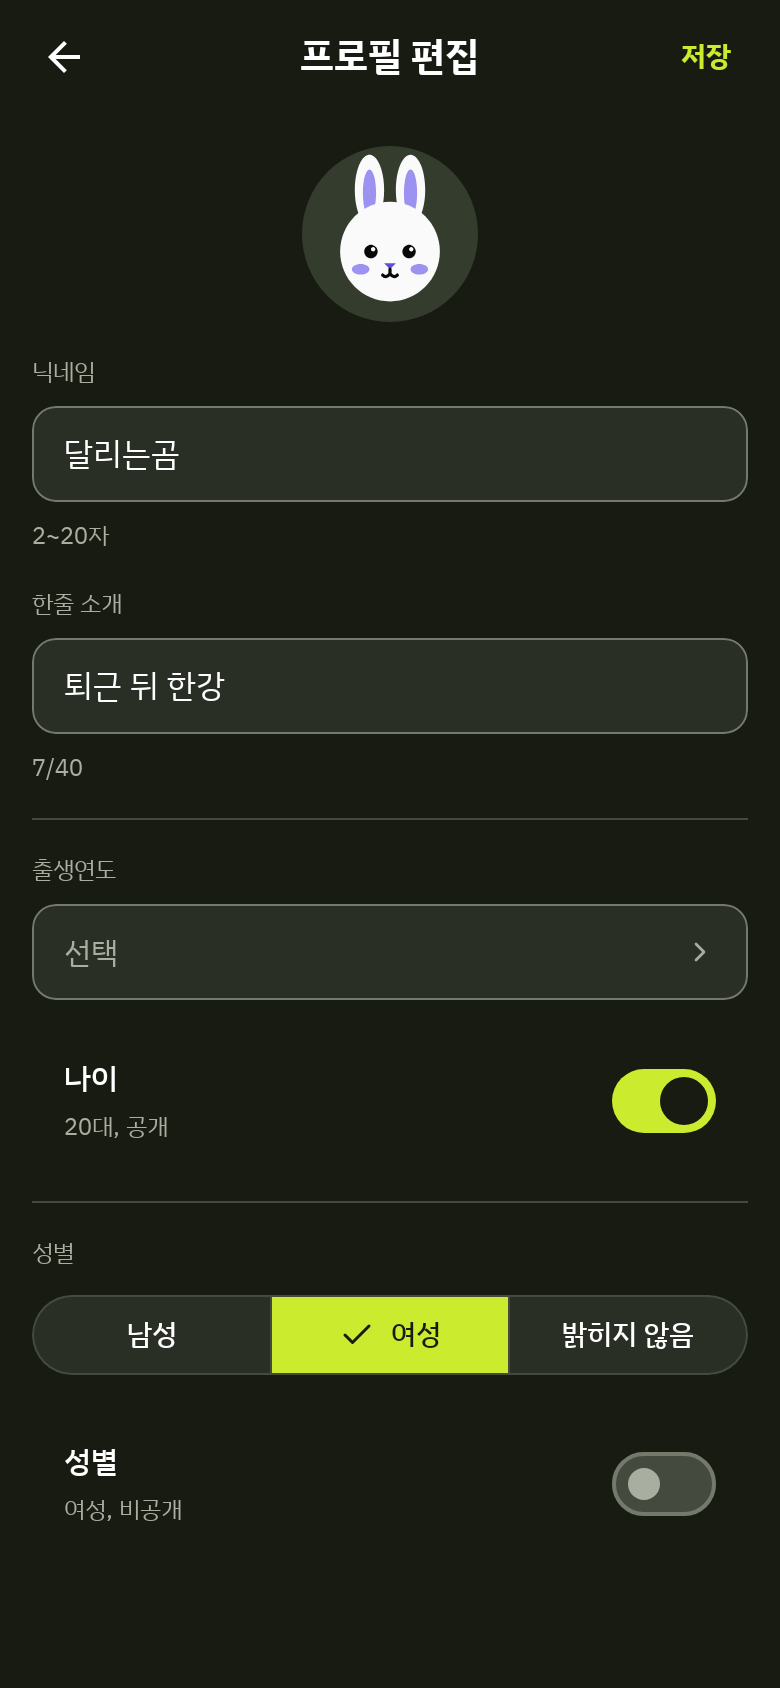 프로필 편집
저장
닉네임
달리는곰
2~20자
한줄 소개
퇴근 뒤 한강
7/40
출생연도
선택
나이
20대, 공개
성별
남성
여성
밝히지 않음
성별
여성, 비공개